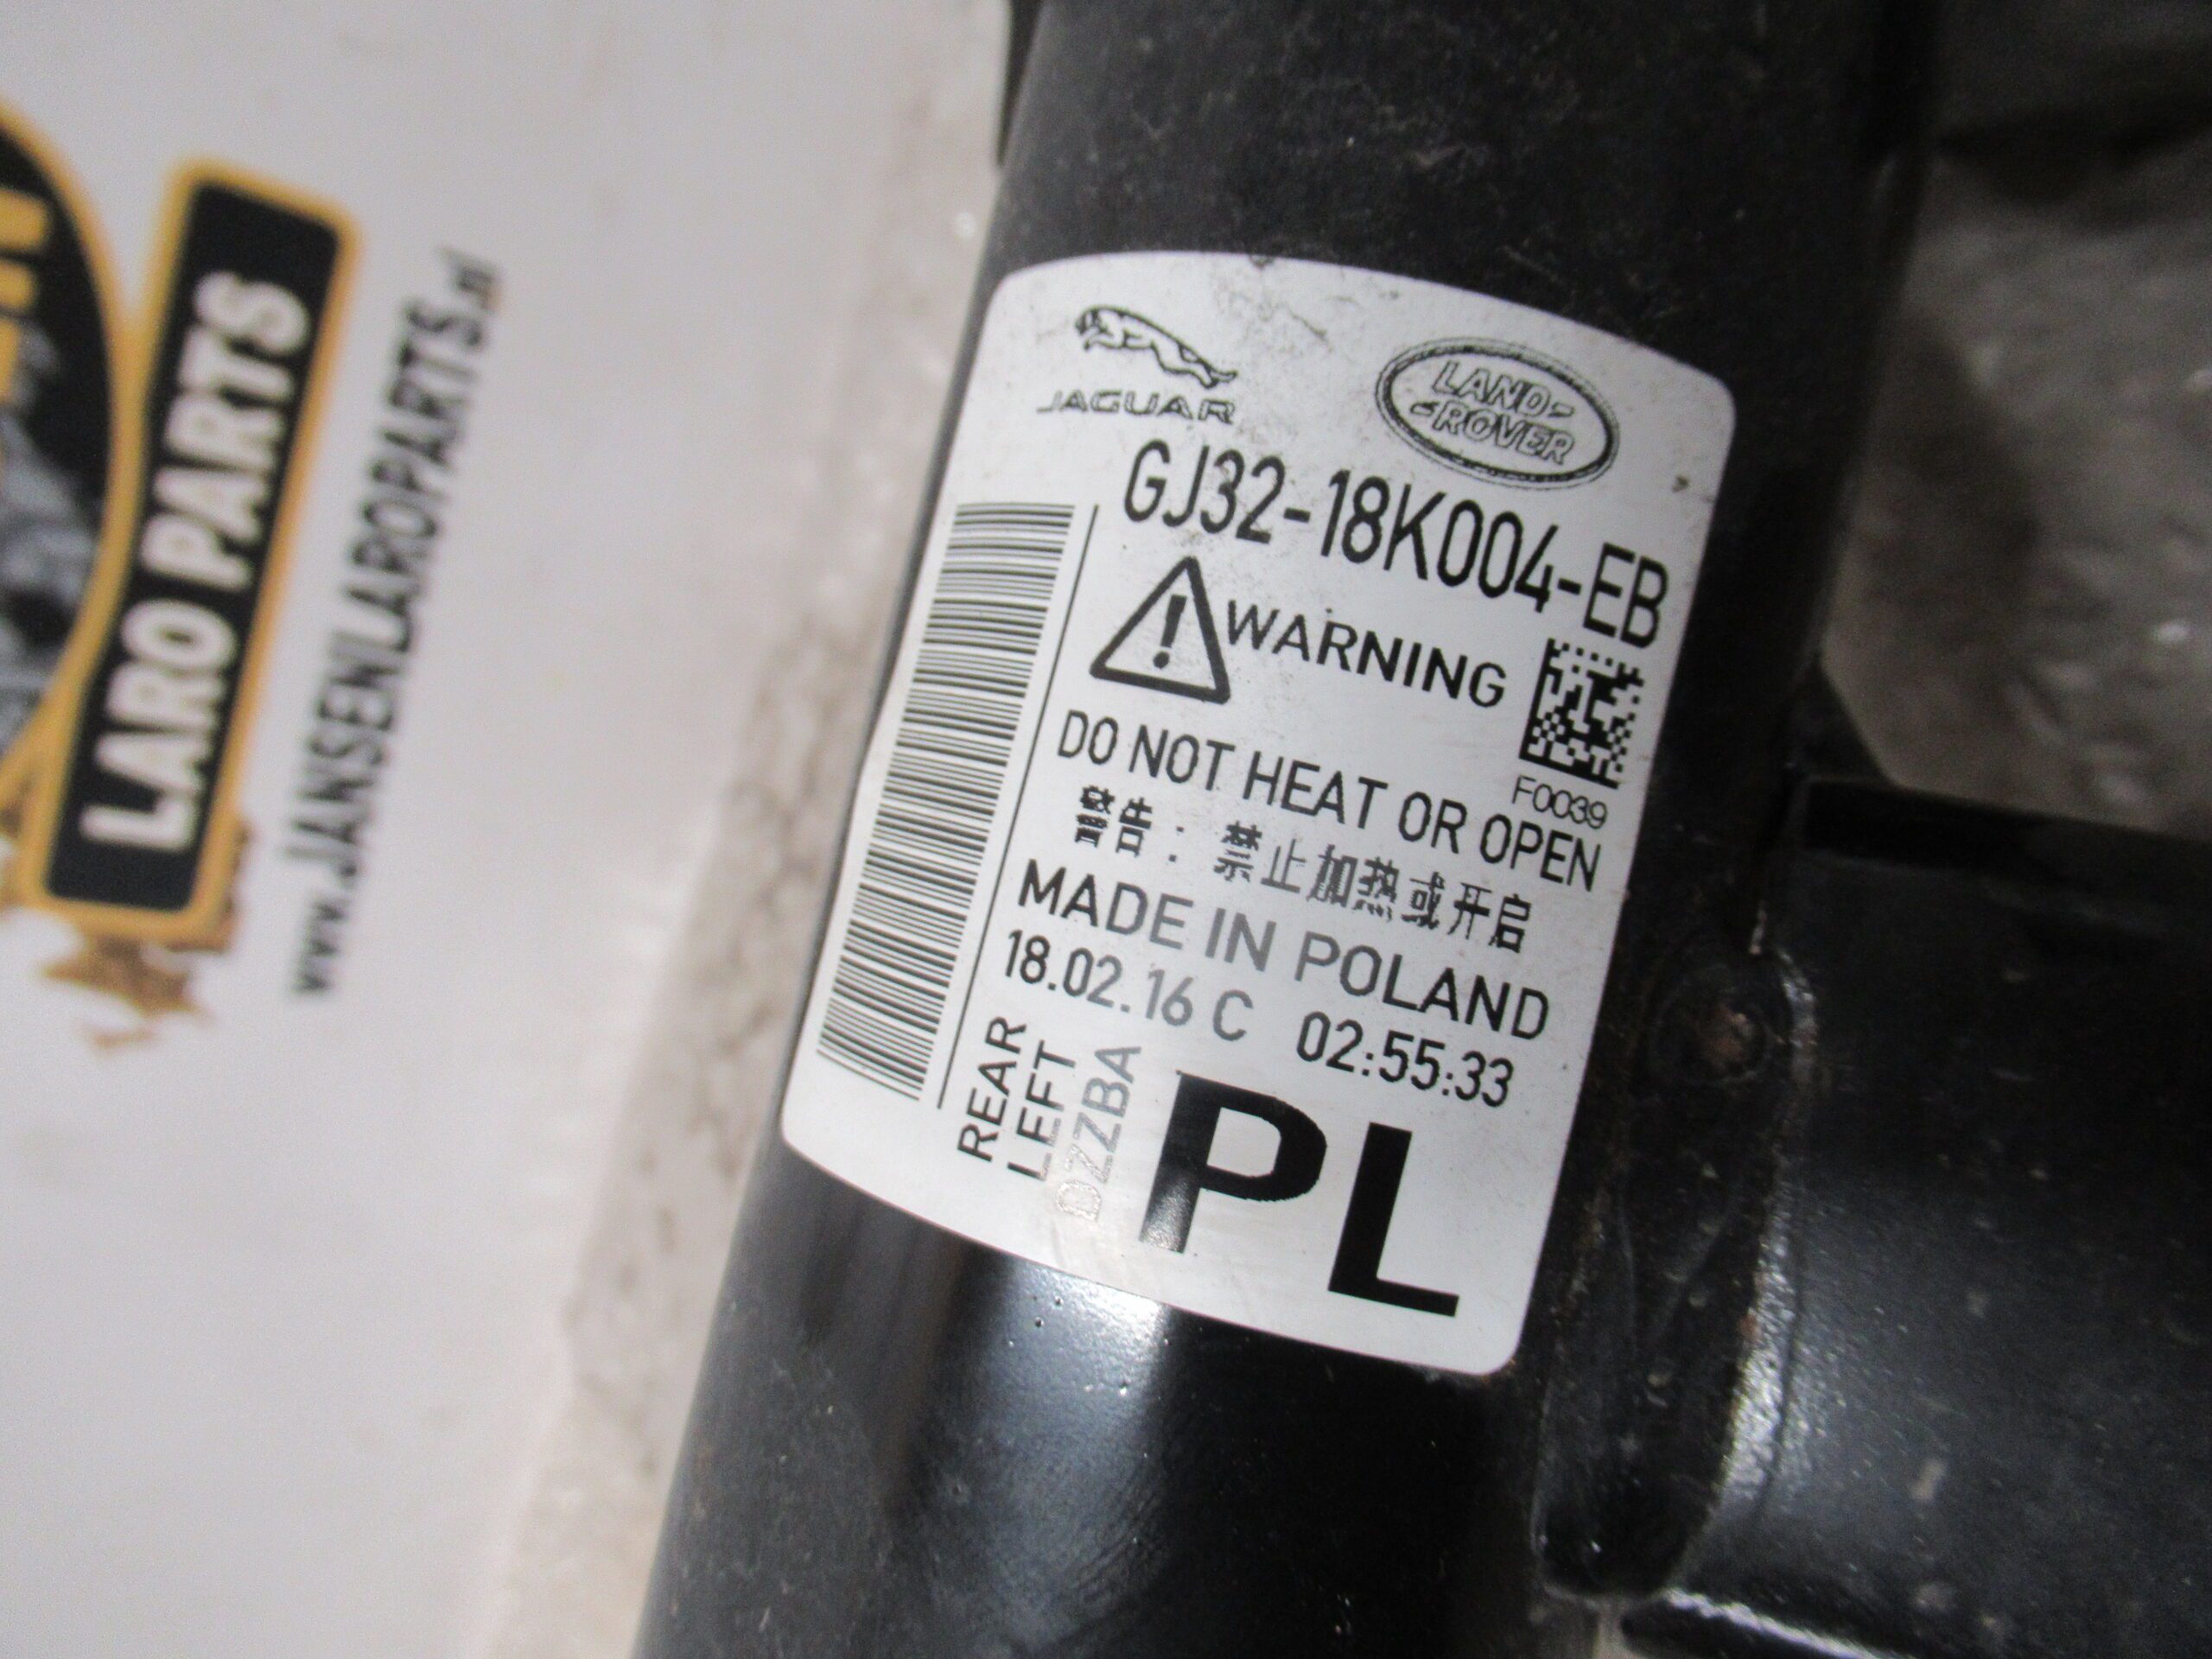 LARO PARTS
www.JANSENLAROPARTS.nl
JAGUAR
LAND-
-ROVER
GJ32-18K004-EB
WARNING
F0039
DO NOT HEAT OR OPEN
警告：禁止加热或开启
MADE IN POLAND
18.02.16 C 02:55:33
REAR
LEFT
DZZBA
PL